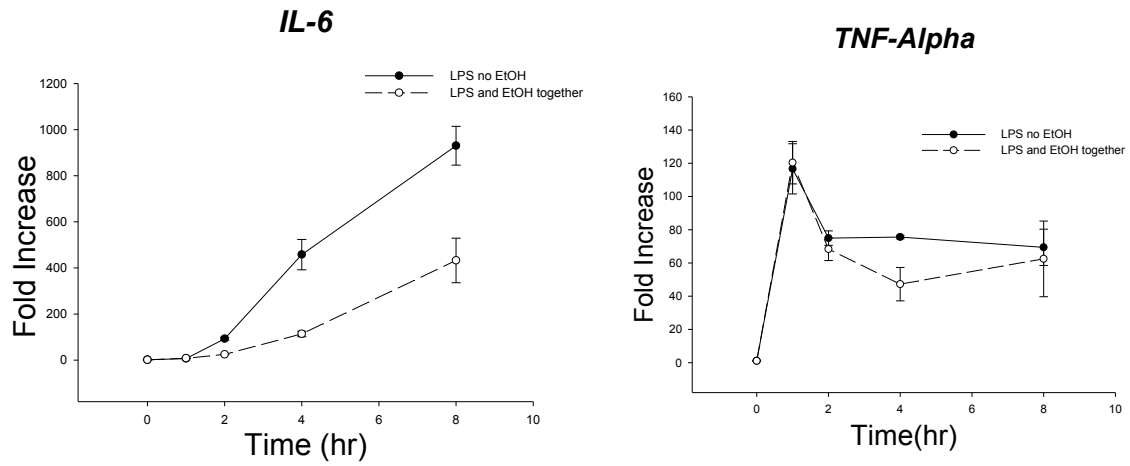 IL-6
LPS no EtOH
LPS and EtOH together
1200
1000
800
600
400
200
0
Fold Increase
0
2
4
6
8
10
Time (hr)
TNF-Alpha
LPS no EtOH
LPS and EtOH together
160
140
120
100
80
60
40
20
0
Fold Increase
0
2
4
6
8
10
Time(hr)